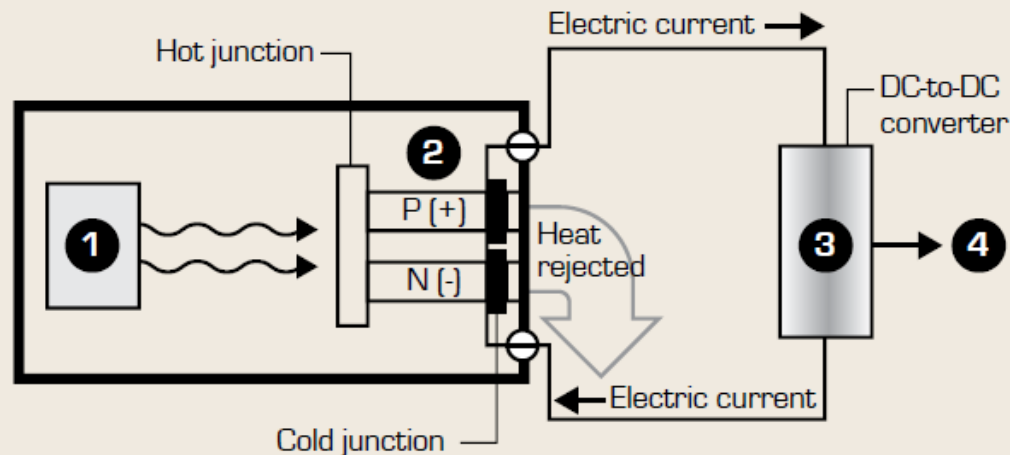 Electric current
Hot junction
DC-to-DC
converter
2
P (+)
1
Heat
rejected
3
4
N (-)
Electric current
Cold junction